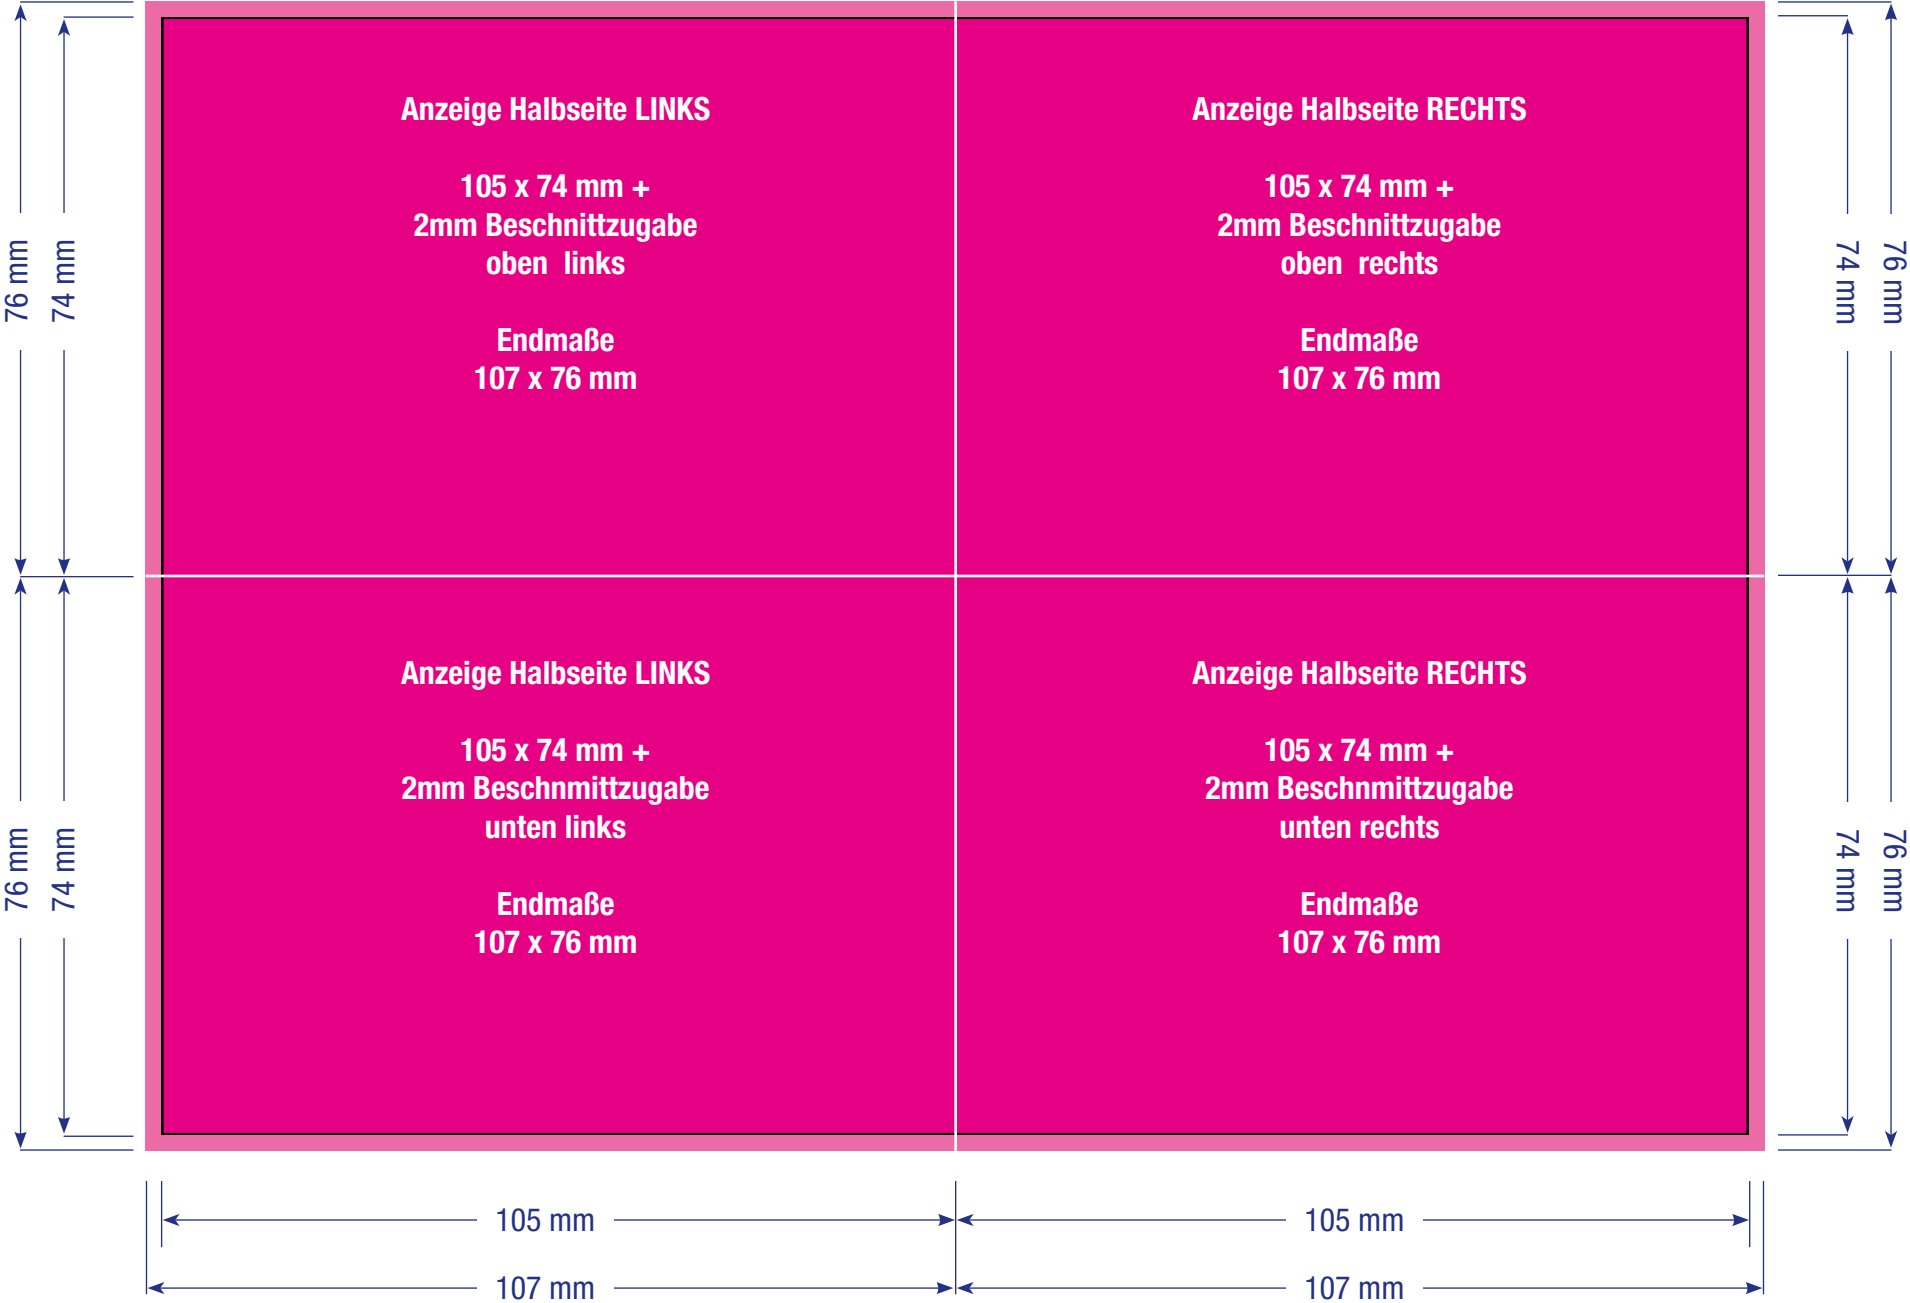 Anzeige Halbseite LINKS
105 x 74 mm +
2mm Beschnittzugabe
oben  links
Endmaße
107 x 76 mm
Anzeige Halbseite RECHTS
105 x 74 mm +
2mm Beschnittzugabe
oben  rechts
Endmaße
107 x 76 mm
76 mm
74 mm
74 mm
76 mm
Anzeige Halbseite LINKS
105 x 74 mm +
2mm Beschnmittzugabe
unten links
Endmaße
107 x 76 mm
Anzeige Halbseite RECHTS
105 x 74 mm +
2mm Beschnmittzugabe
unten rechts
Endmaße
107 x 76 mm
76 mm
74 mm
74 mm
76 mm
105 mm
105 mm
107 mm
107 mm